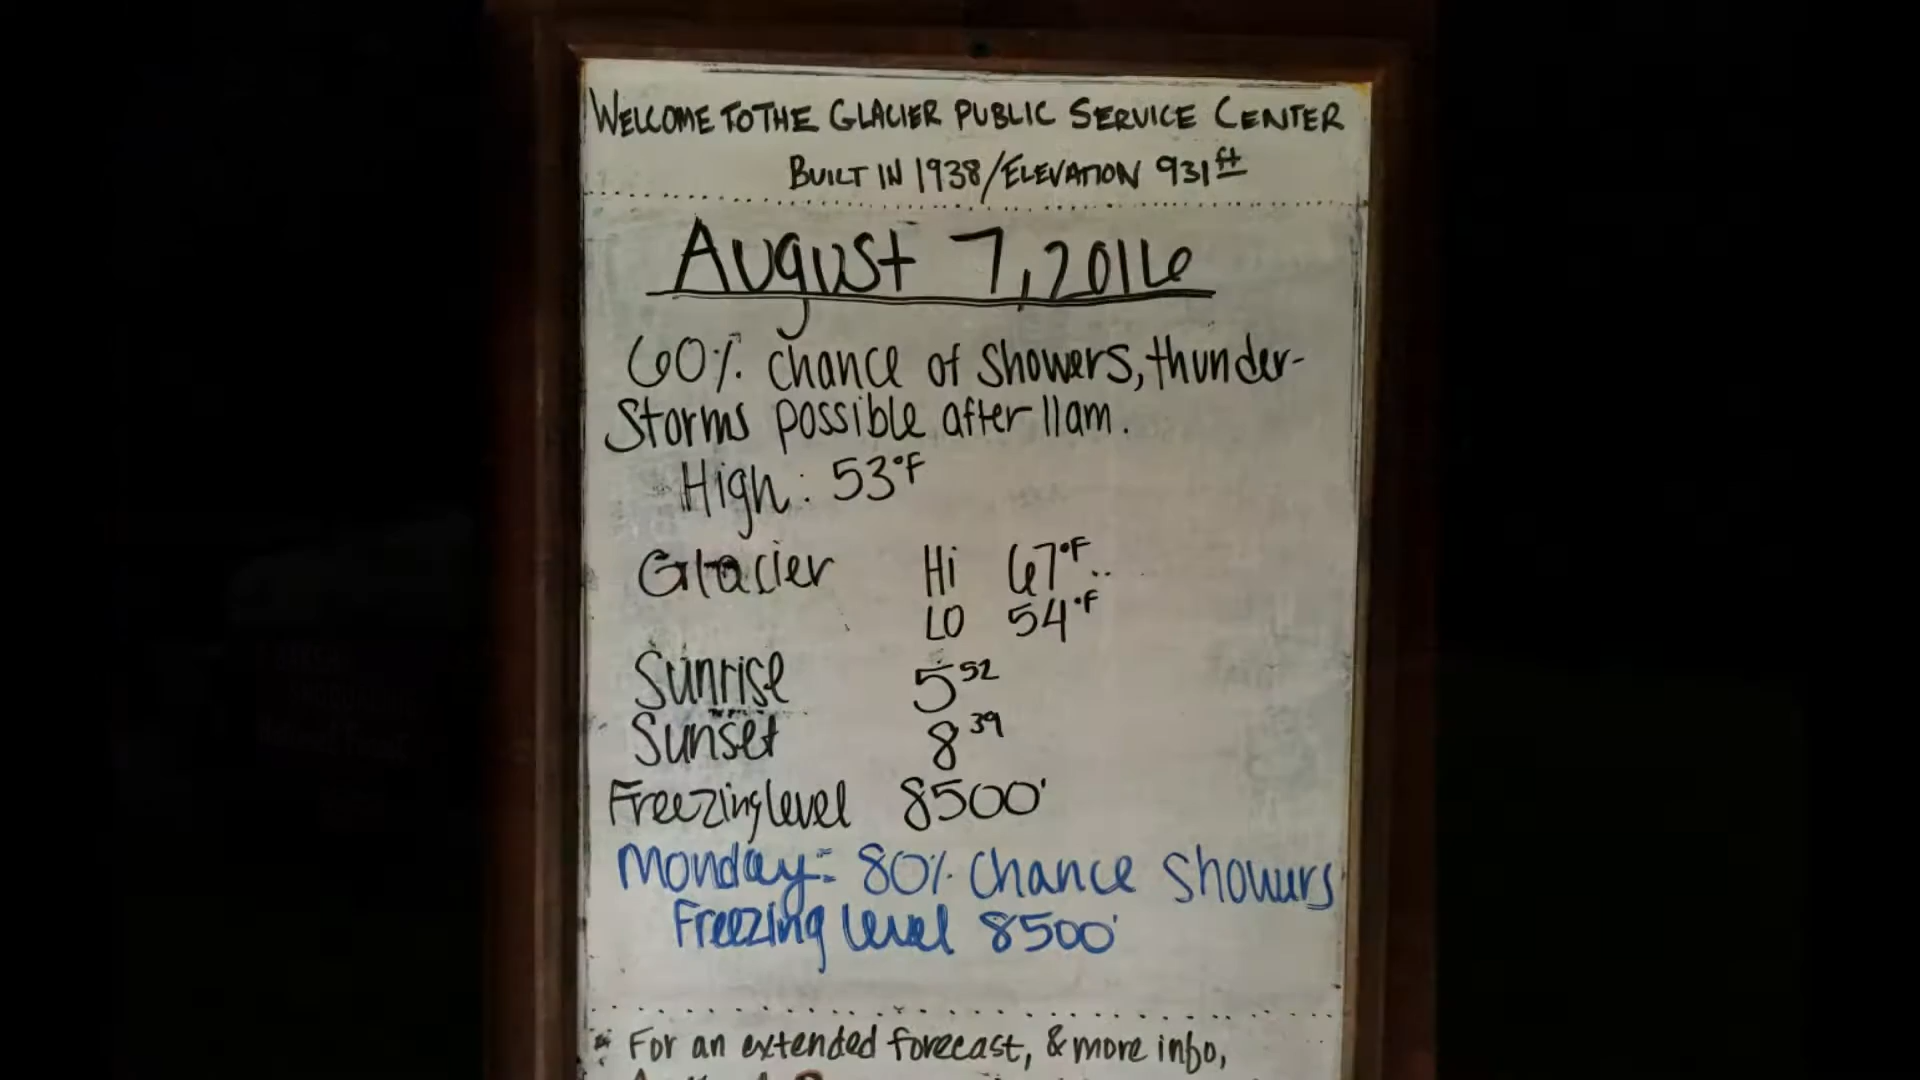 WELCOME TO THE GLACIER PUBLIC SERVICE CENTER
BUILT IN 1938/ELEVATION 931 ft
August 7, 2016
60% chance of showers, thunder-
storms possible after 11am.
High: 53°F
Glacier Hi 67°F
LO 54°F
Sunrise 5 52
Sunset 8 39
Freezing level 8500'
Monday: 80% chance showers
Freezing level 8500'
* For an extended forecast, & more info,